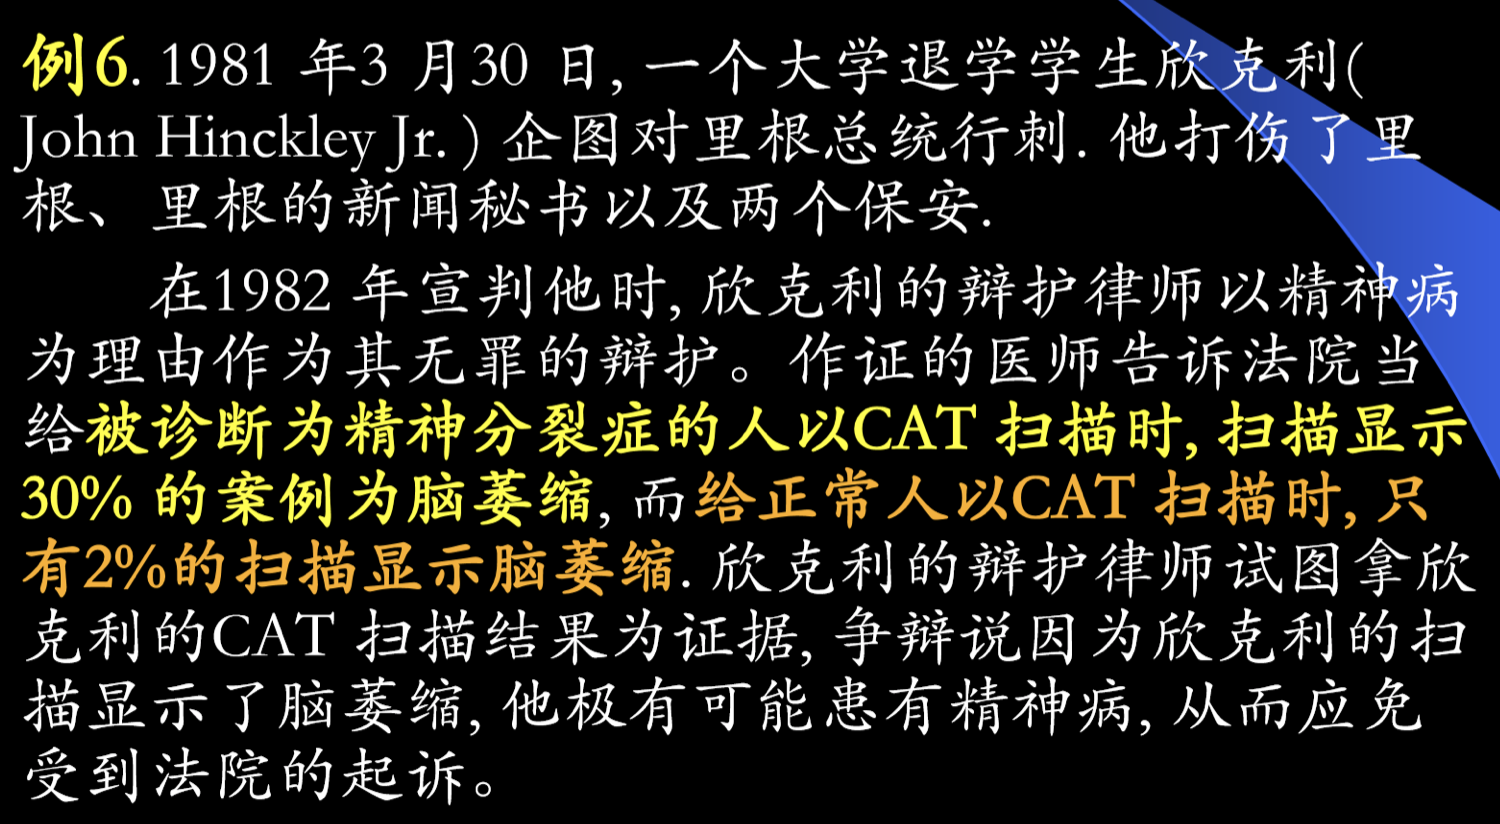 例6. 1981 年3 月30 日, 一个大学退学学生欣克利(
John Hinckley Jr. ) 企图对里根总统行刺. 他打伤了里
根、里根的新闻秘书以及两个保安.
在1982 年宣判他时, 欣克利的辩护律师以精神病
为理由作为其无罪的辩护。作证的医师告诉法院当
给被诊断为精神分裂症的人以CAT 扫描时, 扫描显示
30% 的案例为脑萎缩, 而给正常人以CAT 扫描时, 只
有2%的扫描显示脑萎缩. 欣克利的辩护律师试图拿欣
克利的CAT 扫描结果为证据, 争辩说因为欣克利的扫
描显示了脑萎缩, 他极有可能患有精神病, 从而应免
受到法院的起诉。